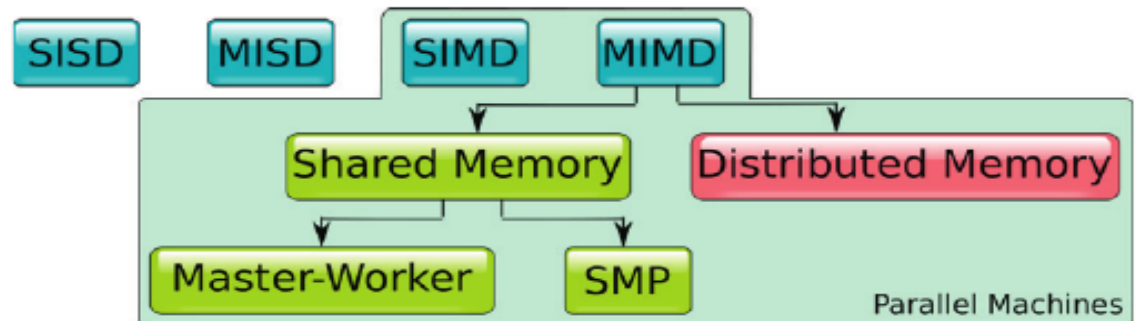 SISD MISD SIMD MIMD
Shared Memory Distributed Memory
Master-Worker SMP
Parallel Machines